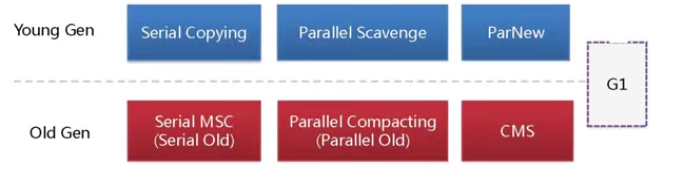 Young Gen
Serial Copying
Parallel Scavenge
ParNew
G1
Old Gen
Serial MSC
(Serial Old)
Parallel Compacting
(Parallel Old)
CMS